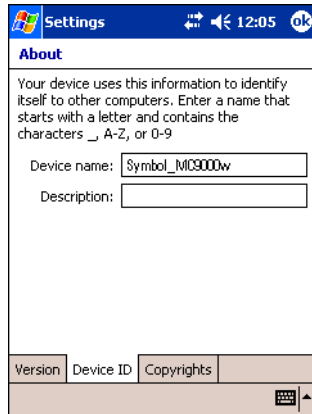 Settings 12:05 ok
About
Your device uses this information to identify
itself to other computers. Enter a name that
starts with a letter and contains the
characters _, A-Z, or 0-9
Device name: Symbol_MC9000w
Description:
Version Device ID Copyrights